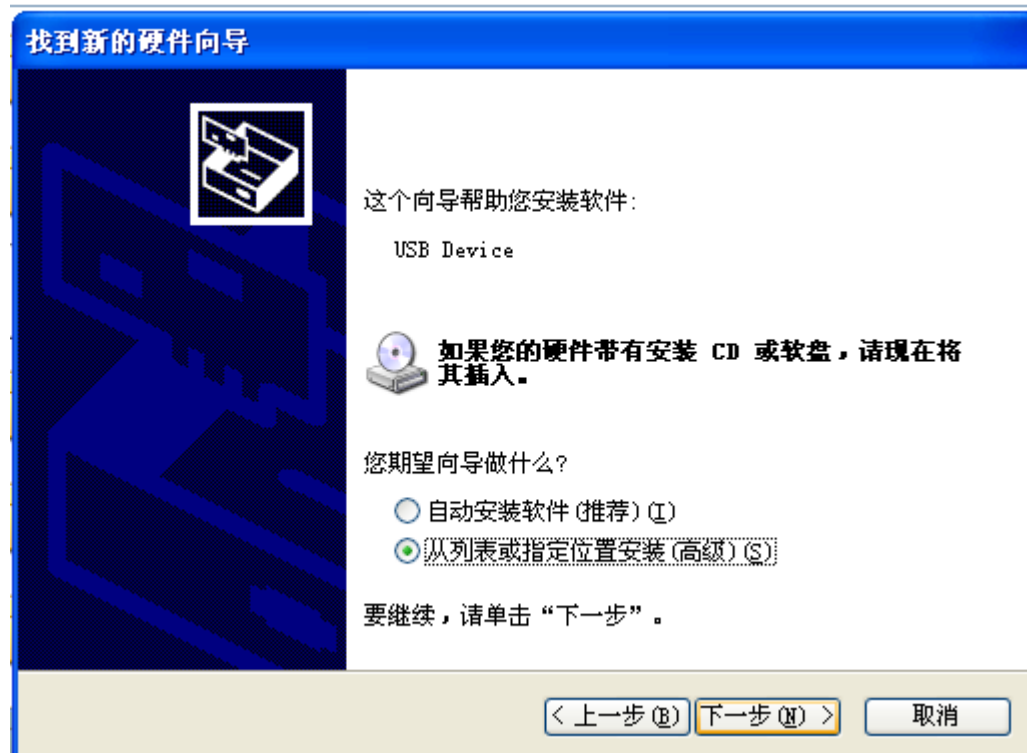 找到新的硬件向导
这个向导帮助您安装软件:
USB Device
如果您的硬件带有安装 CD 或软盘，请现在将
其插入。
您期望向导做什么?
自动安装软件(推荐)(I)
从列表或指定位置安装(高级)(S)
要继续，请单击“下一步”。
< 上一步(B) 下一步(N) > 取消